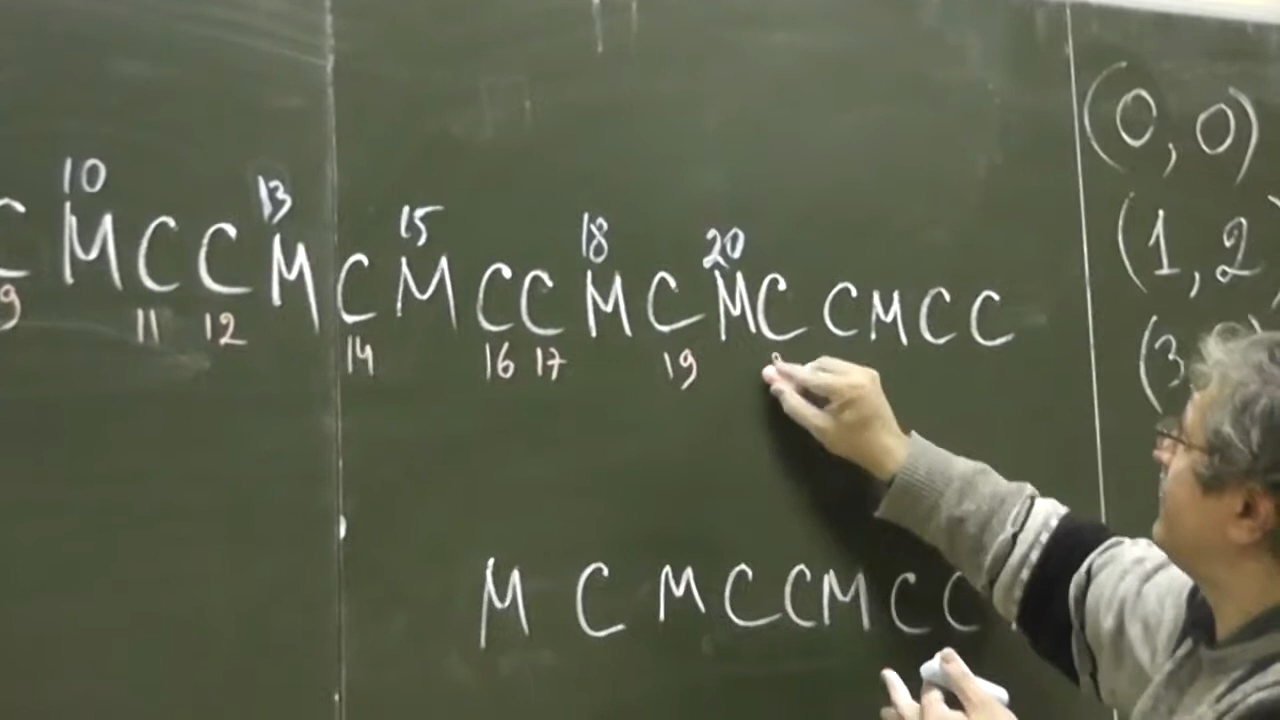 10 13 15 18 20
C M C C M C M C C M C M C C M C C
9 11 12 14 16 17 19
M C M C C M C C
(0, 0)
(1, 2
(3